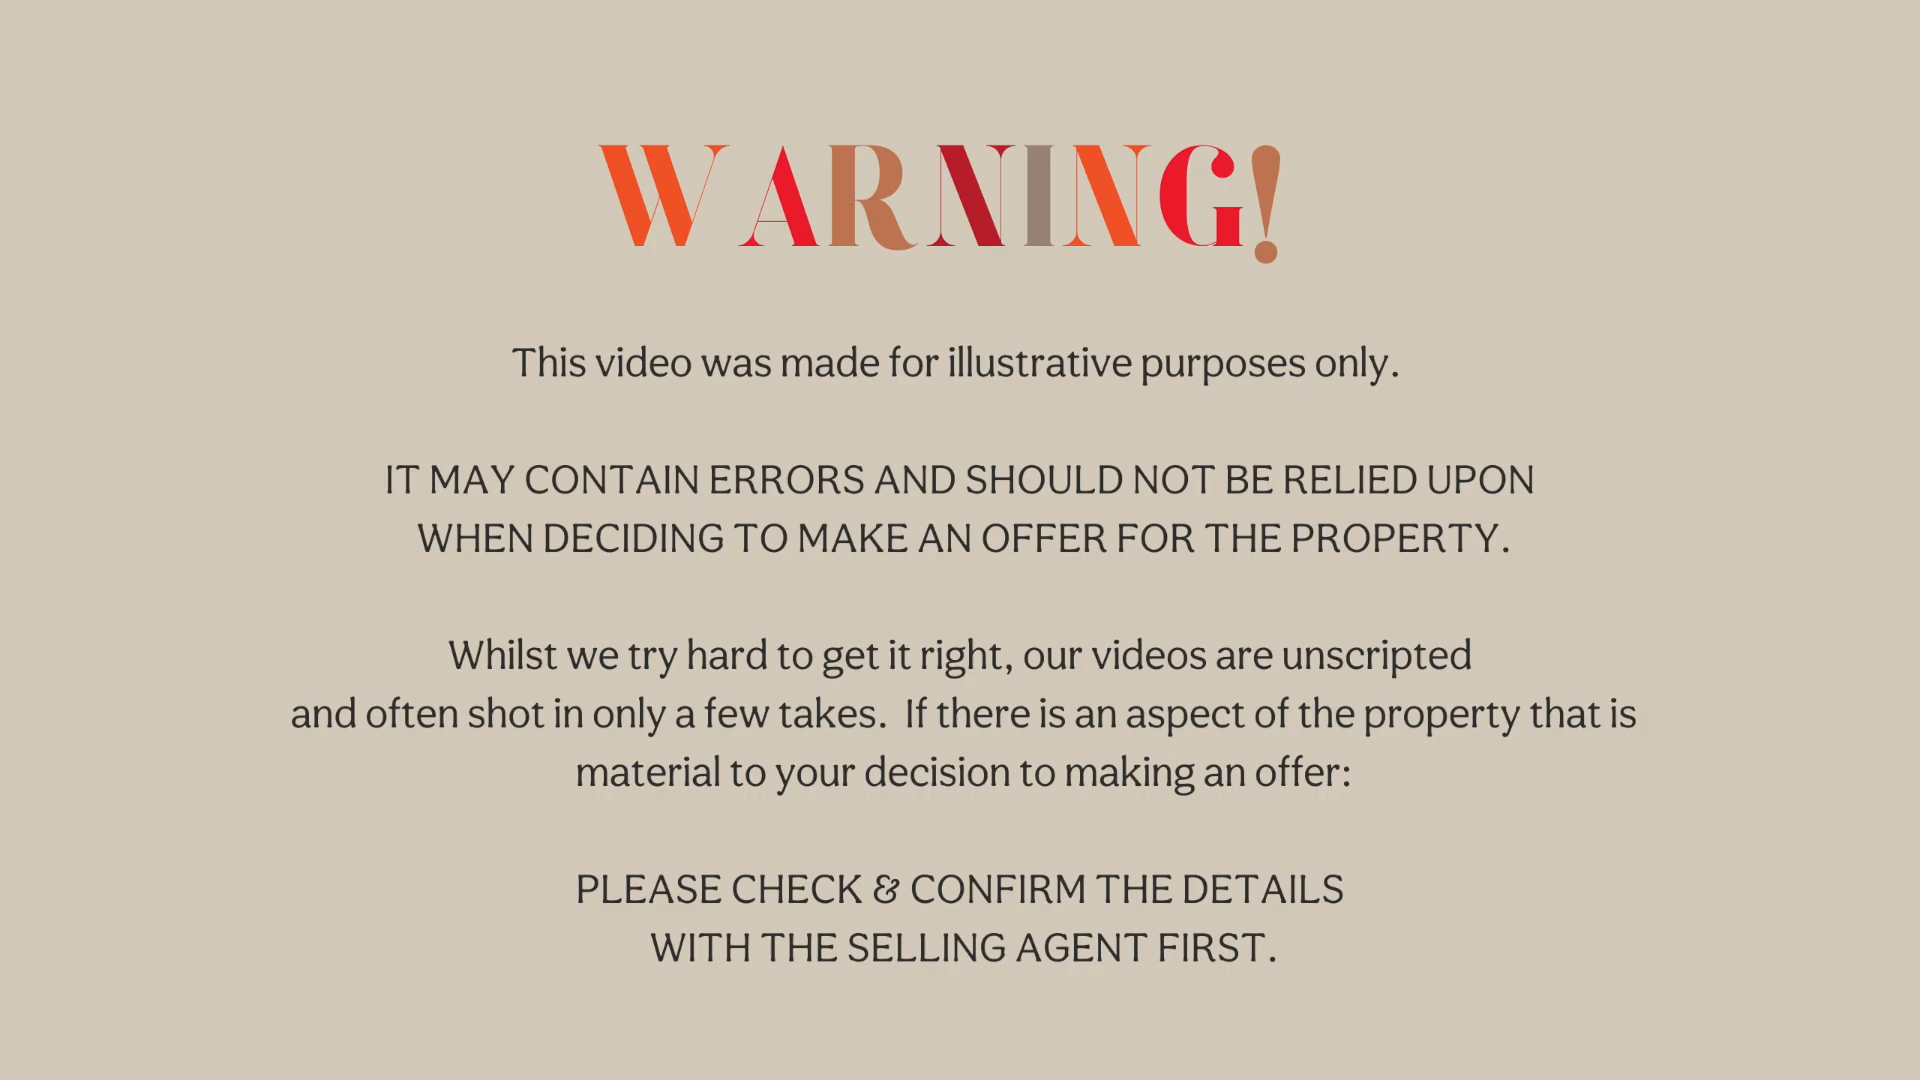 WARNING!
This video was made for illustrative purposes only.
IT MAY CONTAIN ERRORS AND SHOULD NOT BE RELIED UPON
WHEN DECIDING TO MAKE AN OFFER FOR THE PROPERTY.
Whilst we try hard to get it right, our videos are unscripted
and often shot in only a few takes.  If there is an aspect of the property that is
material to your decision to making an offer:
PLEASE CHECK & CONFIRM THE DETAILS
WITH THE SELLING AGENT FIRST.